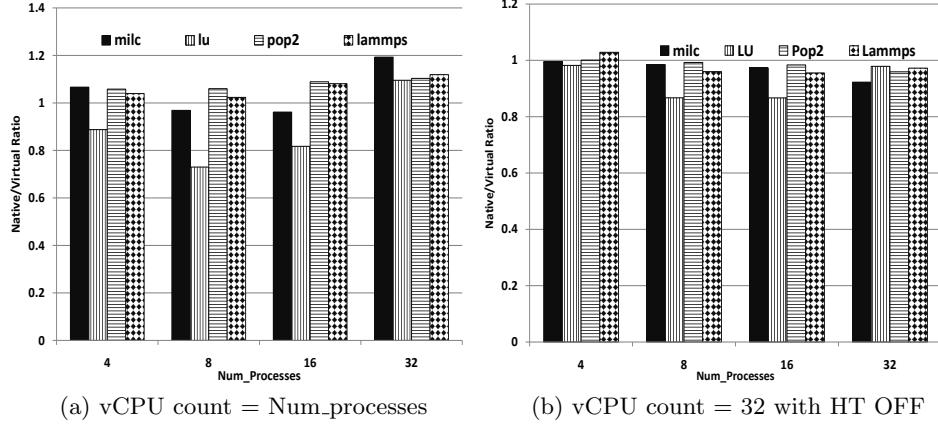 1.4
1.2
1
0.8
0.6
0.4
0.2
0
Native/Virtual Ratio
milc lu pop2 lammps
4 8 16 32
Num_Processes
(a) vCPU count = Num_processes
1.2
1
0.8
0.6
0.4
0.2
0
Native/Virtual Ratio
milc LU Pop2 Lammps
4 8 16 32
Num_Processes
(b) vCPU count = 32 with HT OFF